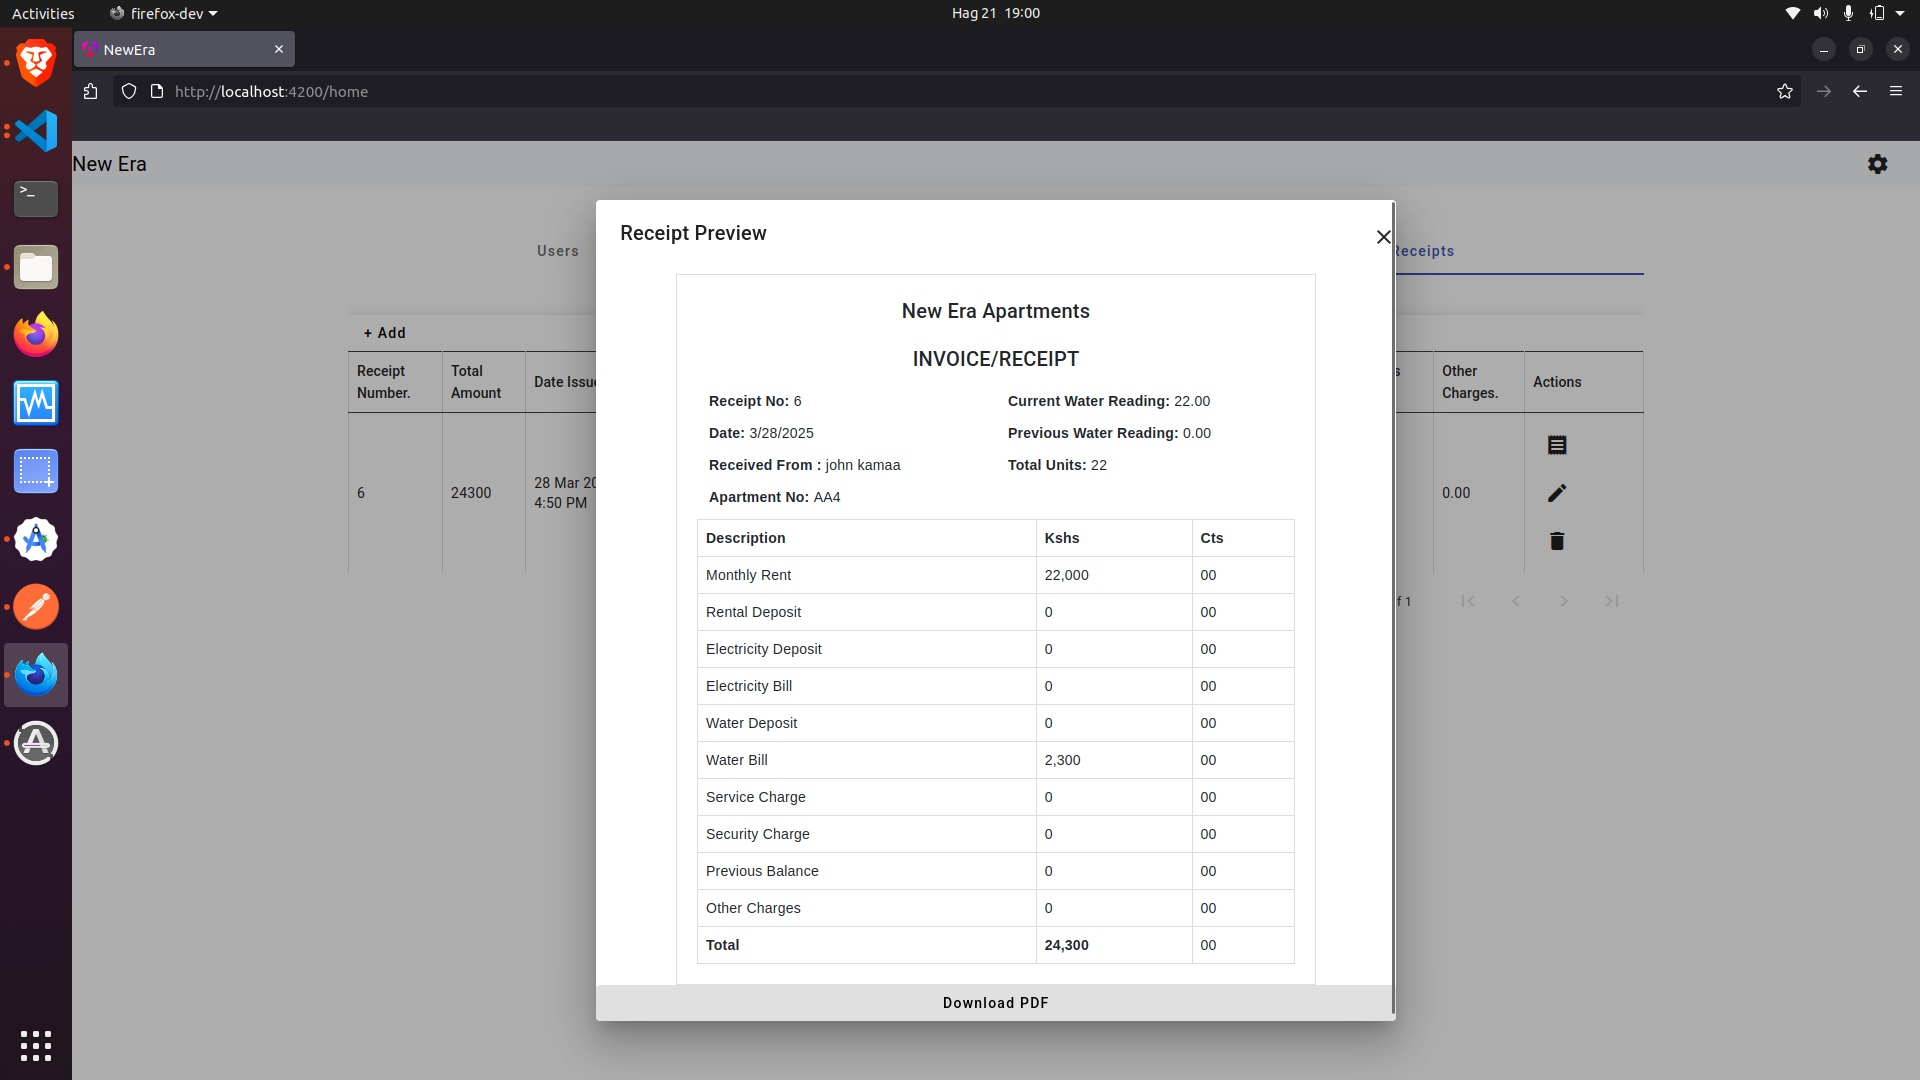 Activities
firefox-dev
Hag 21 19:00
NewEra
http://localhost:4200/home
New Era
Users
Receipts
+ Add
Receipt Number.
Total Amount
Date Issue
Other Charges.
Actions
6
24300
28 Mar 20
4:50 PM
0.00
f 1
Receipt Preview
New Era Apartments
INVOICE/RECEIPT
Receipt No: 6
Current Water Reading: 22.00
Date: 3/28/2025
Previous Water Reading: 0.00
Received From : john kamaa
Total Units: 22
Apartment No: AA4
Description Kshs Cts
Monthly Rent 22,000 00
Rental Deposit 0 00
Electricity Deposit 0 00
Electricity Bill 0 00
Water Deposit 0 00
Water Bill 2,300 00
Service Charge 0 00
Security Charge 0 00
Previous Balance 0 00
Other Charges 0 00
Total 24,300 00
Download PDF